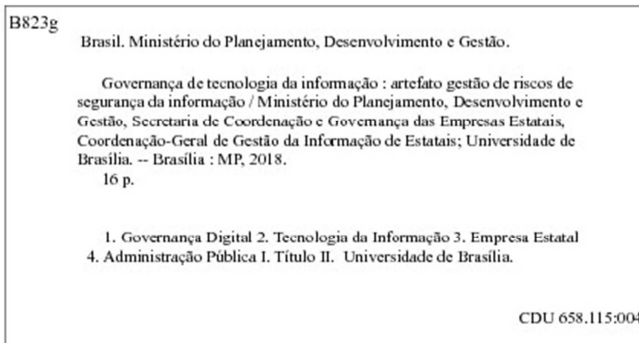 B823g
Brasil. Ministério do Planejamento, Desenvolvimento e Gestão.
Governança de tecnologia da informação : artefato gestão de riscos de
segurança da informação / Ministério do Planejamento, Desenvolvimento e
Gestão, Secretaria de Coordenação e Governança das Empresas Estatais,
Coordenação-Geral de Gestão da Informação de Estatais; Universidade de
Brasília. -- Brasília : MP, 2018.
16 p.
1. Governança Digital 2. Tecnologia da Informação 3. Empresa Estatal
4. Administração Pública I. Título II. Universidade de Brasília.
CDU 658.115:004